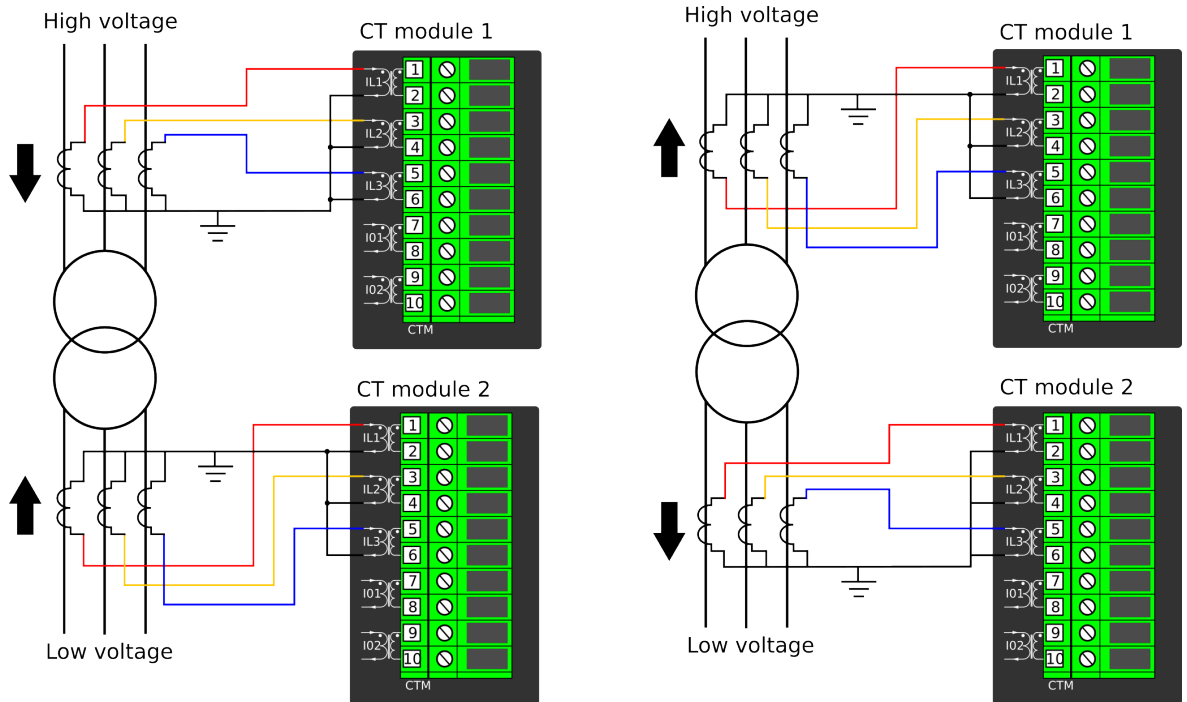 High voltage
CT module 1
IL1
1
2
IL2
3
4
IL3
5
6
I01
7
8
I02
9
10
CTM
CT module 2
IL1
1
2
IL2
3
4
IL3
5
6
I01
7
8
I02
9
10
CTM
Low voltage
High voltage
CT module 1
IL1
1
2
IL2
3
4
IL3
5
6
I01
7
8
I02
9
10
CTM
CT module 2
IL1
1
2
IL2
3
4
IL3
5
6
I01
7
8
I02
9
10
CTM
Low voltage